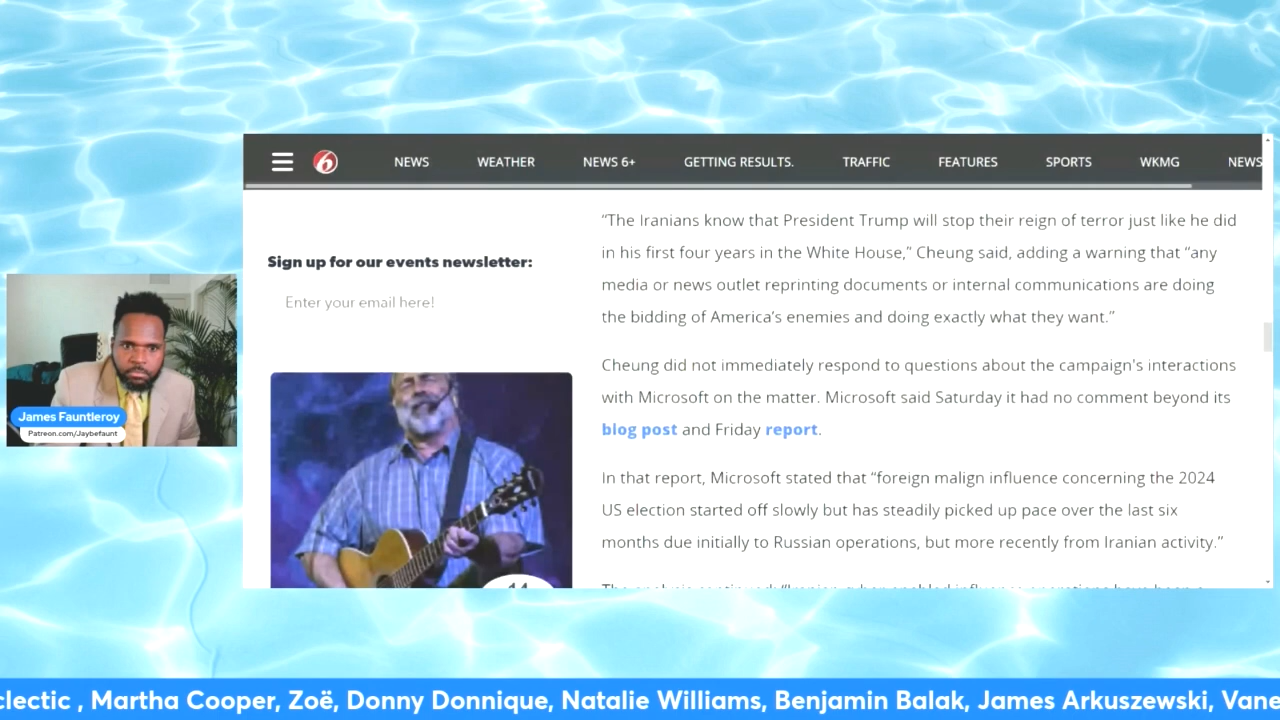 6 NEWS WEATHER NEWS 6+ GETTING RESULTS. TRAFFIC FEATURES SPORTS WKMG NEWS
Sign up for our events newsletter:
Enter your email here!
“The Iranians know that President Trump will stop their reign of terror just like he did
in his first four years in the White House,” Cheung said, adding a warning that “any
media or news outlet reprinting documents or internal communications are doing
the bidding of America’s enemies and doing exactly what they want.”
Cheung did not immediately respond to questions about the campaign's interactions
with Microsoft on the matter. Microsoft said Saturday it had no comment beyond its
blog post and Friday report.
In that report, Microsoft stated that “foreign malign influence concerning the 2024
US election started off slowly but has steadily picked up pace over the last six
months due initially to Russian operations, but more recently from Iranian activity.”
James Fauntleroy
Patreon.com/Jaybefaunt
clectic , Martha Cooper, Zoë, Donny Donnique, Natalie Williams, Benjamin Balak, James Arkuszewski, Vane